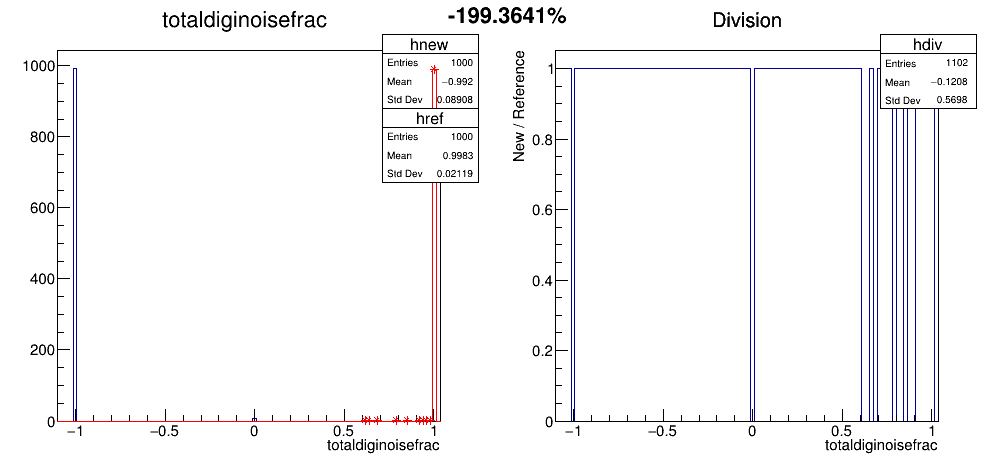 -199.3641%
totaldiginoisefrac
hnew
Entries 1000
Mean −0.992
Std Dev 0.08908
href
Entries 1000
Mean 0.9983
Std Dev 0.02119
1000
800
600
400
200
0
−1 −0.5 0 0.5 1
totaldiginoisefrac
Division
hdiv
Entries 1102
Mean −0.1208
Std Dev 0.5698
New / Reference
1
0.8
0.6
0.4
0.2
0
−1 −0.5 0 0.5 1
totaldiginoisefrac